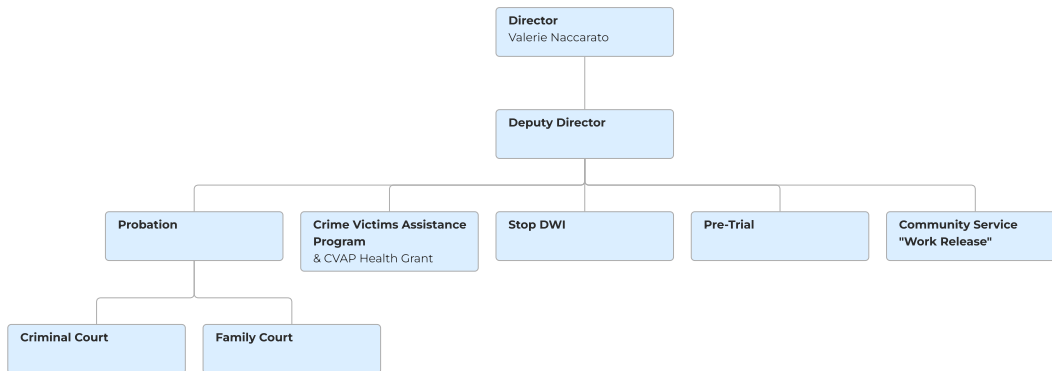 Director
Valerie Naccarato
Deputy Director
Probation
Crime Victims Assistance
Program
& CVAP Health Grant
Stop DWI
Pre-Trial
Community Service
"Work Release"
Criminal Court
Family Court